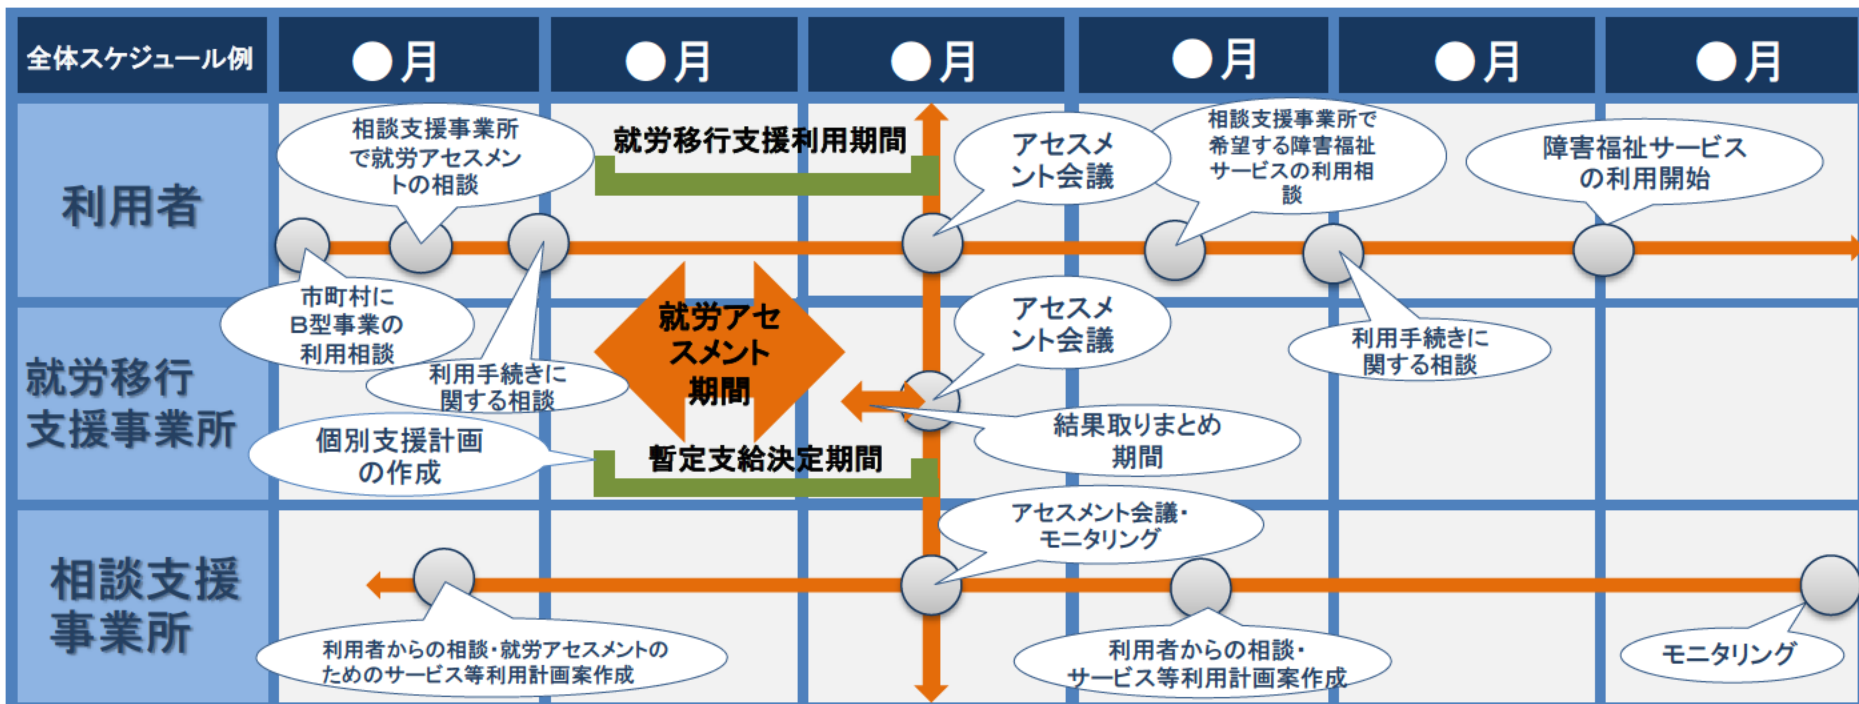 全体スケジュール例
●月
●月
●月
●月
●月
●月
利用者
相談支援事業所
で就労アセスメン
トの相談
就労移行支援利用期間
アセスメ
ント会議
相談支援事業所で
希望する障害福祉
サービスの利用相
談
障害福祉サービス
の利用開始
市町村に
B型事業の
利用相談
利用手続きに
関する相談
利用手続きに
関する相談
就労移行
支援事業所
就労アセ
スメント
期間
アセスメ
ント会議
個別支援計画
の作成
暫定支給決定期間
結果取りまとめ
期間
相談支援
事業所
アセスメント会議・
モニタリング
利用者からの相談・就労アセスメントの
ためのサービス等利用計画案作成
利用者からの相談・
サービス等利用計画案作成
モニタリング